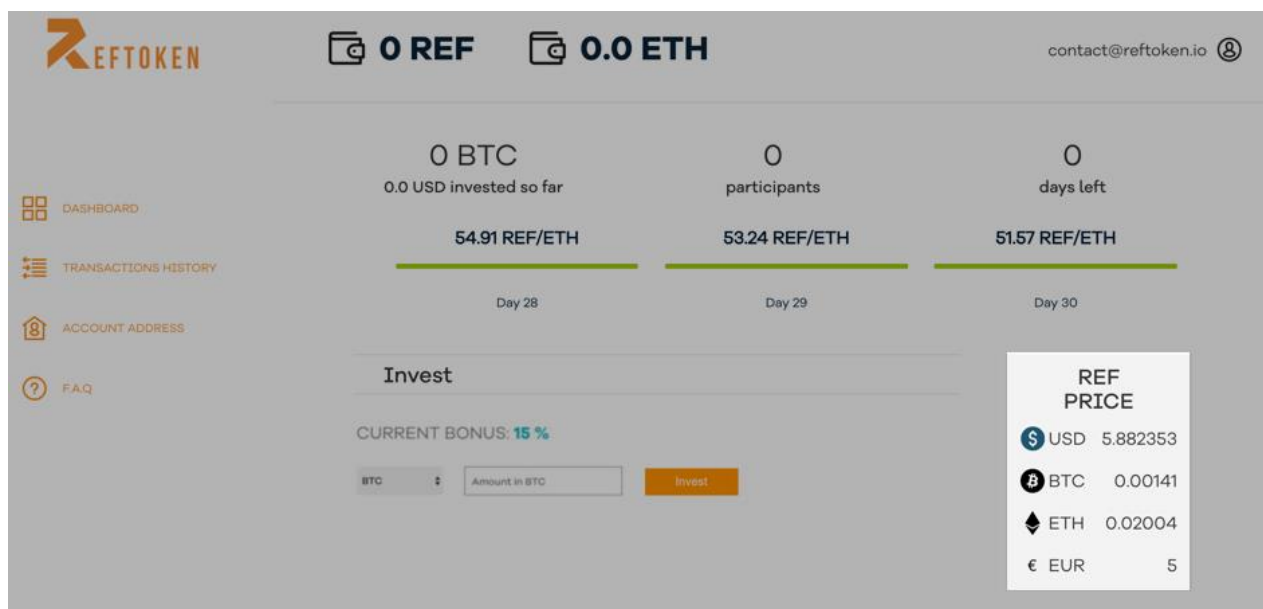 REFTOKEN
0 REF
0.0 ETH
contact@reftoken.io
0 BTC
0.0 USD invested so far
0
participants
0
days left
DASHBOARD
TRANSACTIONS HISTORY
ACCOUNT ADDRESS
F.A.Q
54.91 REF/ETH
53.24 REF/ETH
51.57 REF/ETH
Day 28
Day 29
Day 30
Invest
CURRENT BONUS: 15 %
BTC
Amount in BTC
Invest
REF
PRICE
USD 5.882353
BTC 0.00141
ETH 0.02004
€ EUR 5